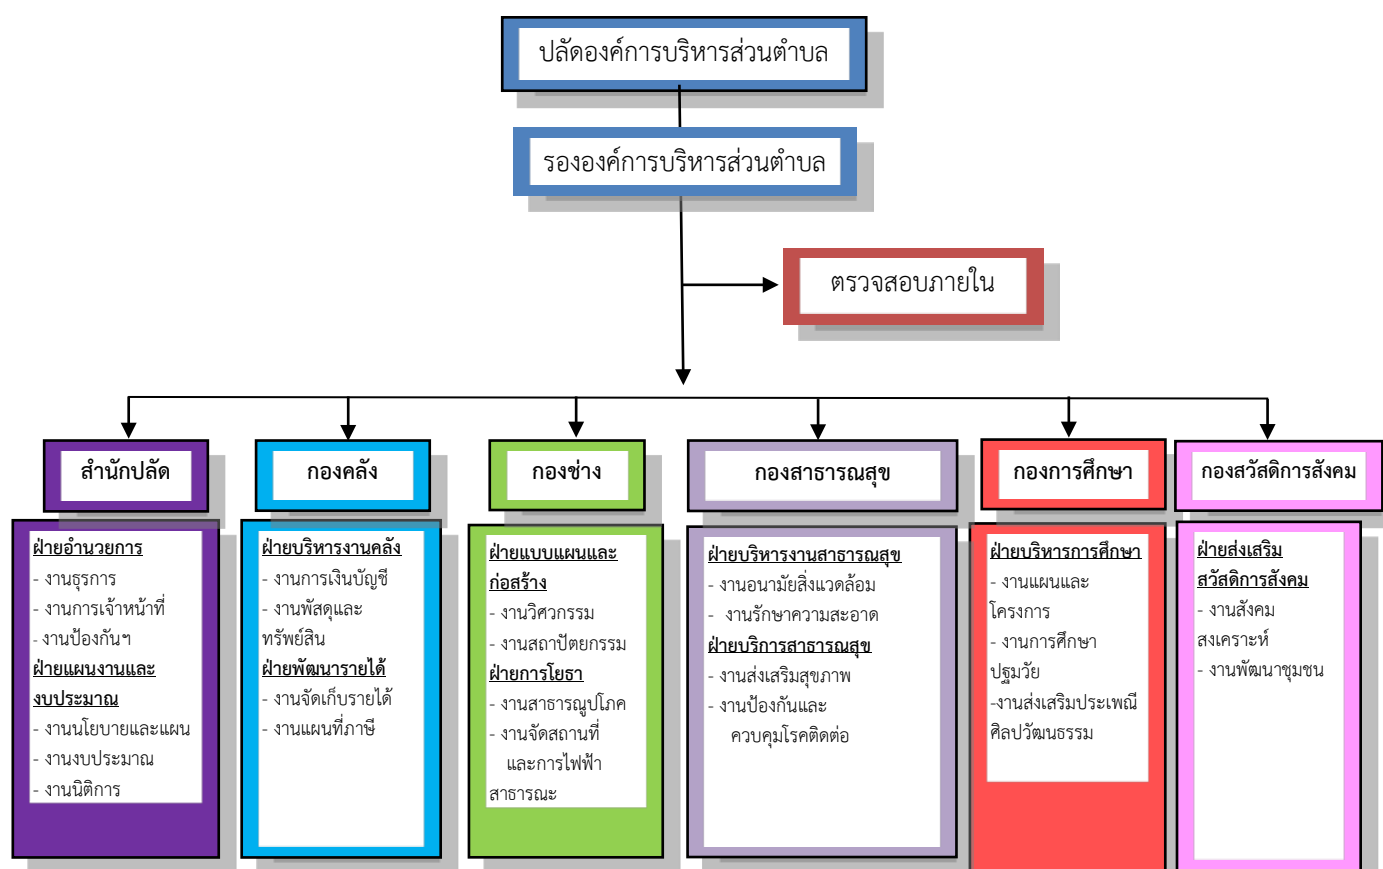 ปลัดองค์การบริหารส่วนตำบล
รององค์การบริหารส่วนตำบล
ตรวจสอบภายใน
สำนักปลัด
กองคลัง
กองช่าง
กองสาธารณสุข
กองการศึกษา
กองสวัสดิการสังคม
ฝ่ายอำนวยการ
- งานธุรการ
- งานการเจ้าหน้าที่
- งานป้องกันฯ
ฝ่ายแผนงานและ
งบประมาณ
- งานนโยบายและแผน
- งานงบประมาณ
- งานนิติการ
ฝ่ายบริหารงานคลัง
- งานการเงินบัญชี
- งานพัสดุและ
ทรัพย์สิน
ฝ่ายพัฒนารายได้
- งานจัดเก็บรายได้
- งานแผนที่ภาษี
ฝ่ายแบบแผนและ
ก่อสร้าง
- งานวิศวกรรม
- งานสถาปัตยกรรม
ฝ่ายการโยธา
- งานสาธารณูปโภค
- งานจัดสถานที่
และการไฟฟ้า
สาธารณะ
ฝ่ายบริหารงานสาธารณสุข
- งานอนามัยสิ่งแวดล้อม
- งานรักษาความสะอาด
ฝ่ายบริการสาธารณสุข
- งานส่งเสริมสุขภาพ
- งานป้องกันและ
ควบคุมโรคติดต่อ
ฝ่ายบริหารการศึกษา
- งานแผนและ
โครงการ
- งานการศึกษา
ปฐมวัย
-งานส่งเสริมประเพณี
ศิลปวัฒนธรรม
ฝ่ายส่งเสริม
สวัสดิการสังคม
- งานสังคม
สงเคราะห์
- งานพัฒนาชุมชน